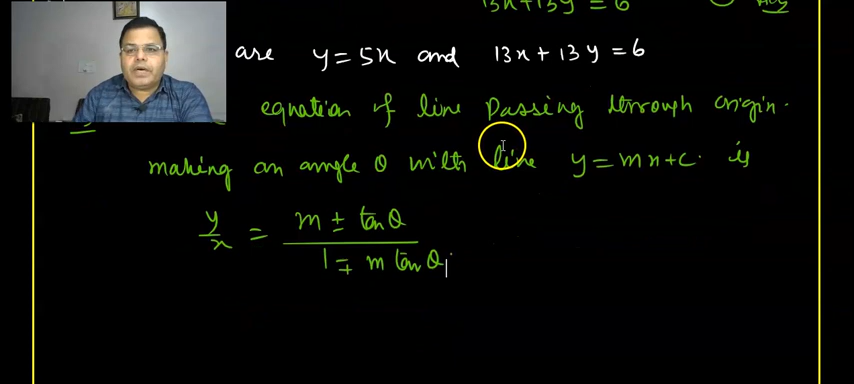 13x+13y = 6
are y = 5x and 13x + 13y = 6
equation of line passing through origin.
making an angle θ with line y = mx+c. is
y/x = (m ± tanθ)/(1 ∓ m tanθ)